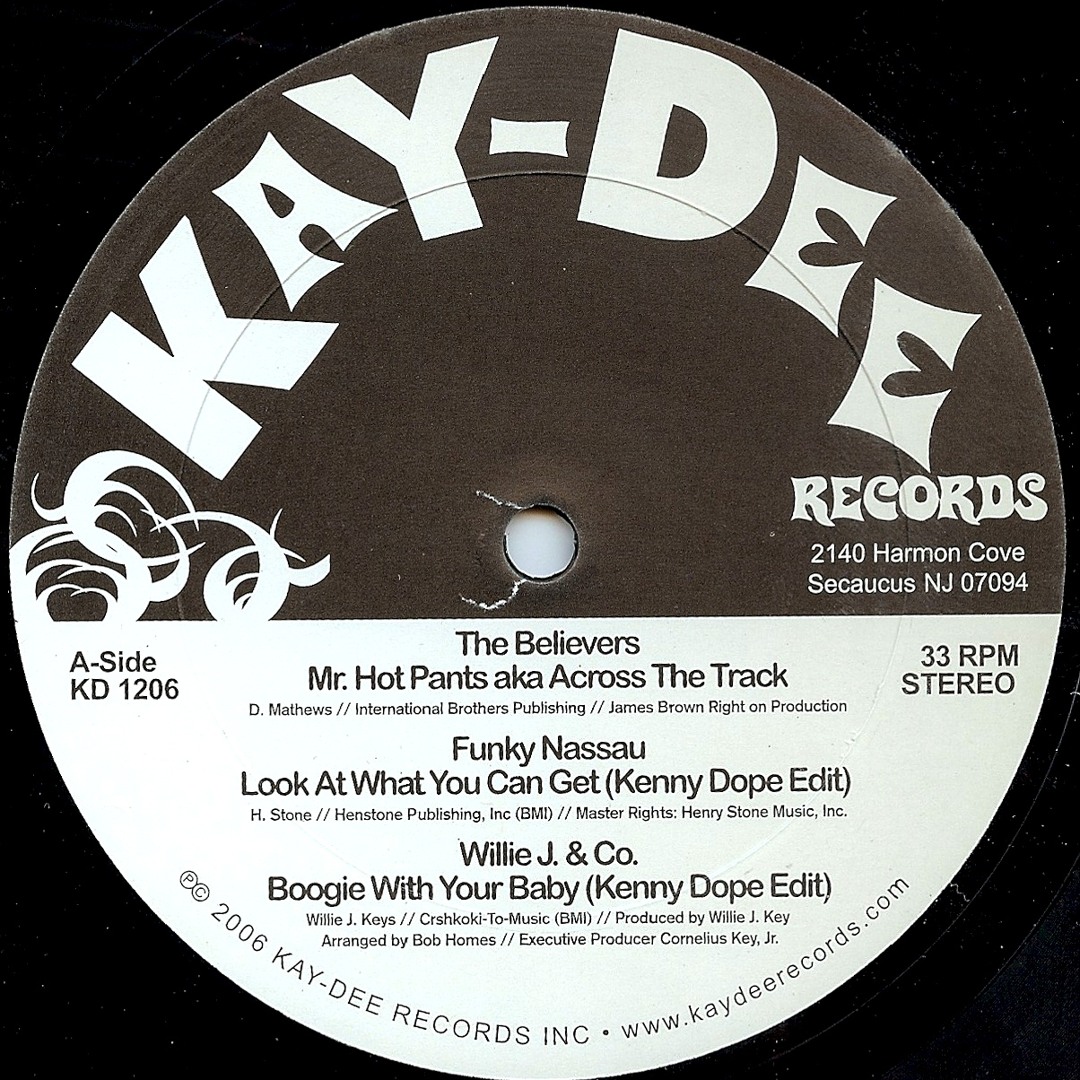 KAY-DEE
RECORDS
2140 Harmon Cove
Secaucus NJ 07094
A-Side
KD 1206
33 RPM
STEREO
The Believers
Mr. Hot Pants aka Across The Track
D. Mathews // International Brothers Publishing // James Brown Right on Production
Funky Nassau
Look At What You Can Get (Kenny Dope Edit)
H. Stone // Henstone Publishing, Inc (BMI) // Master Rights: Henry Stone Music, Inc.
Willie J. & Co.
Boogie With Your Baby (Kenny Dope Edit)
Willie J. Keys // Crshkoki-To-Music (BMI) // Produced by Willie J. Key
Arranged by Bob Homes // Executive Producer Cornelius Key, Jr.
℗© 2006 KAY-DEE RECORDS INC • www.kaydeerecords.com